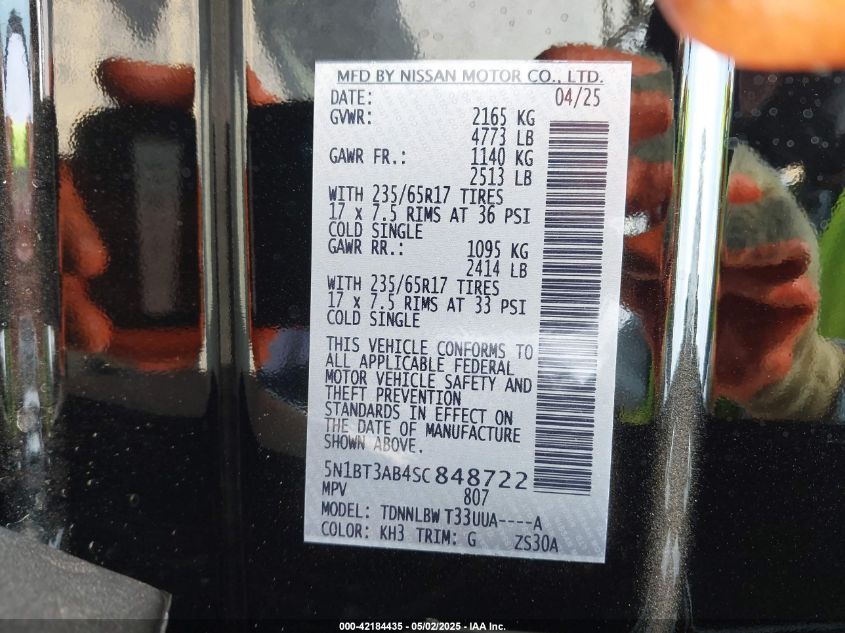 MFD BY NISSAN MOTOR CO., LTD.
DATE: 04/25
GVWR: 2165 KG
4773 LB
GAWR FR.: 1140 KG
2513 LB
WITH 235/65R17 TIRES
17 x 7.5 RIMS AT 36 PSI
COLD SINGLE
GAWR RR.: 1095 KG
2414 LB
WITH 235/65R17 TIRES
17 x 7.5 RIMS AT 33 PSI
COLD SINGLE
THIS VEHICLE CONFORMS TO
ALL APPLICABLE FEDERAL
MOTOR VEHICLE SAFETY AND
THEFT PREVENTION
STANDARDS IN EFFECT ON
THE DATE OF MANUFACTURE
SHOWN ABOVE.
5N1BT3AB4SC848722
MPV 807
MODEL: TDNNLBW T33UUA----A
COLOR: KH3 TRIM: G ZS30A
000-42184435 - 05/02/2025 - IAA Inc.